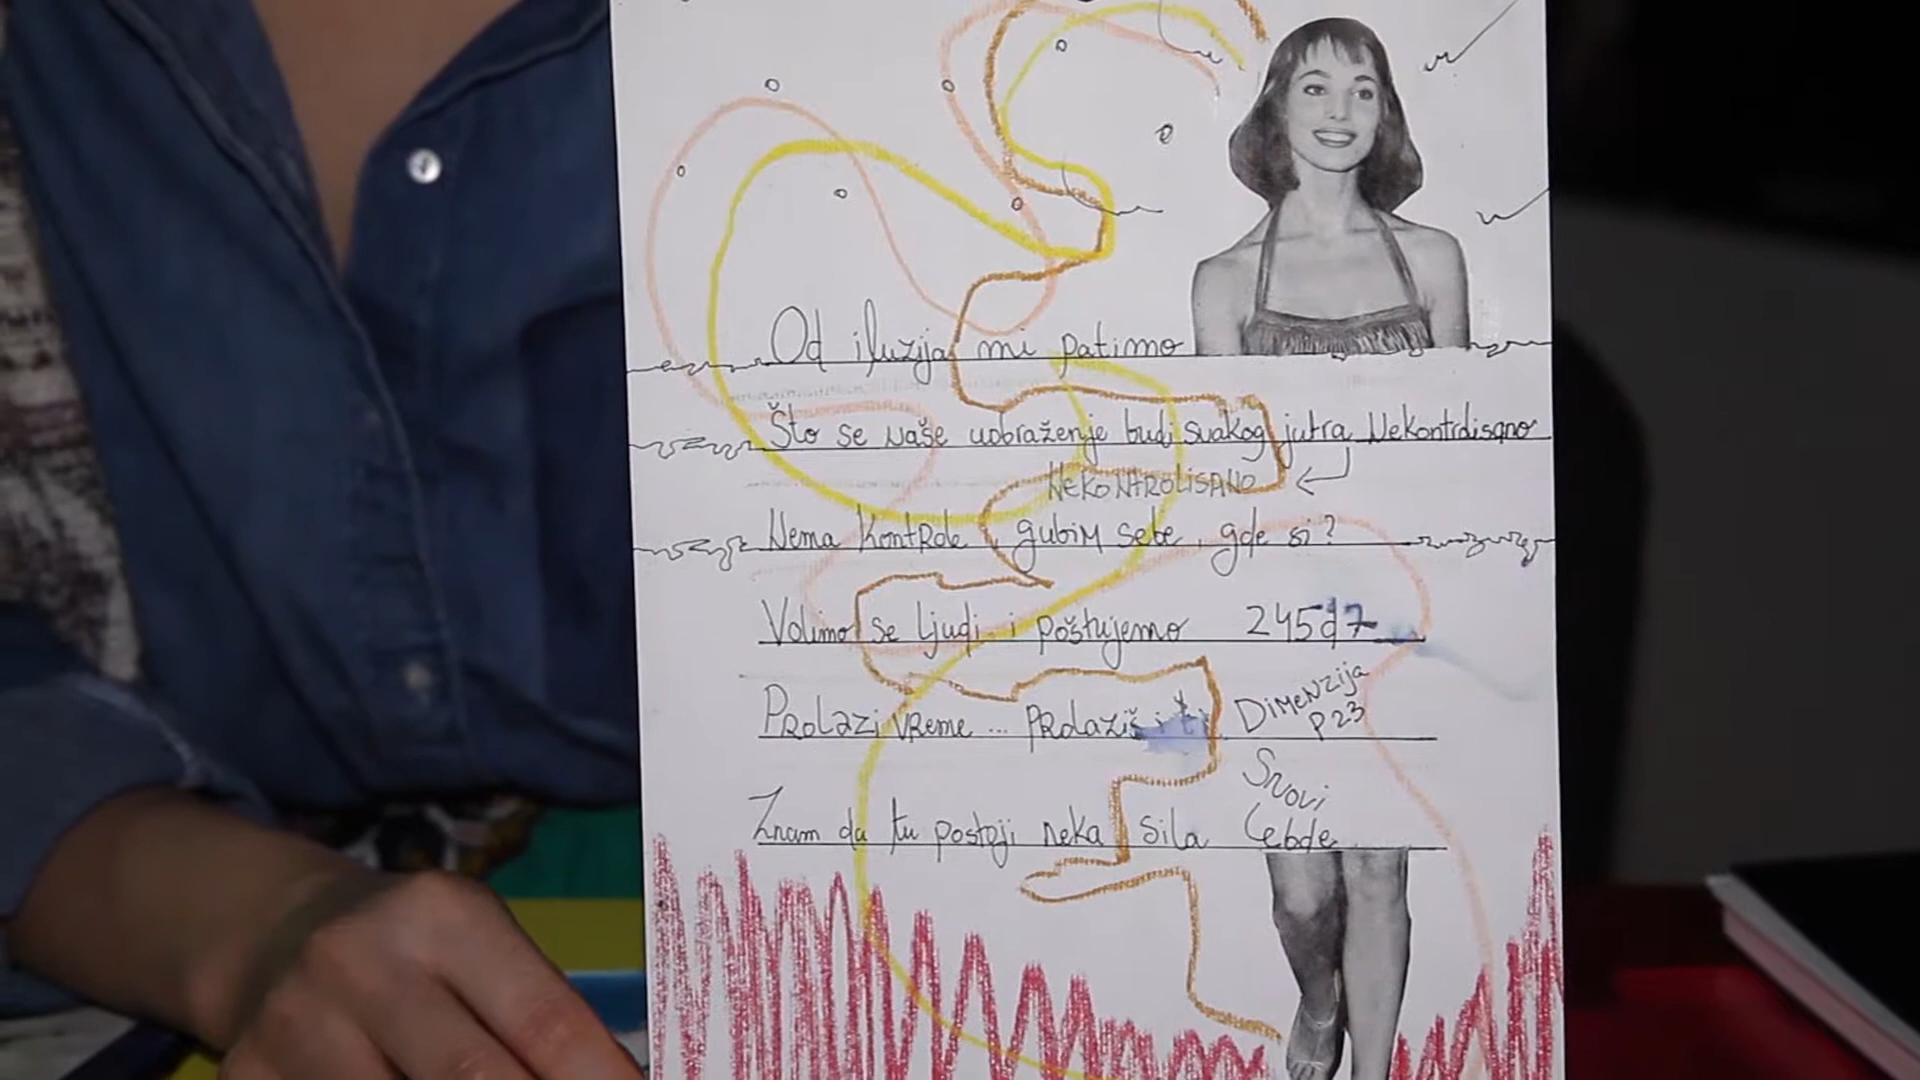 Od iluzija mi patimo
Što se naše uobraženje budi svakog jutra Nekontrolisano
NEKONTROLISANO
Nema KontRole, gubim sebe, gde si?
Volimo se ljudi i poštujemo 245d7
PRolazi VReme... PRolaziš i ti
DiMeNzija
P23
Snovi
Znam da tu postoji neka sila Lebde